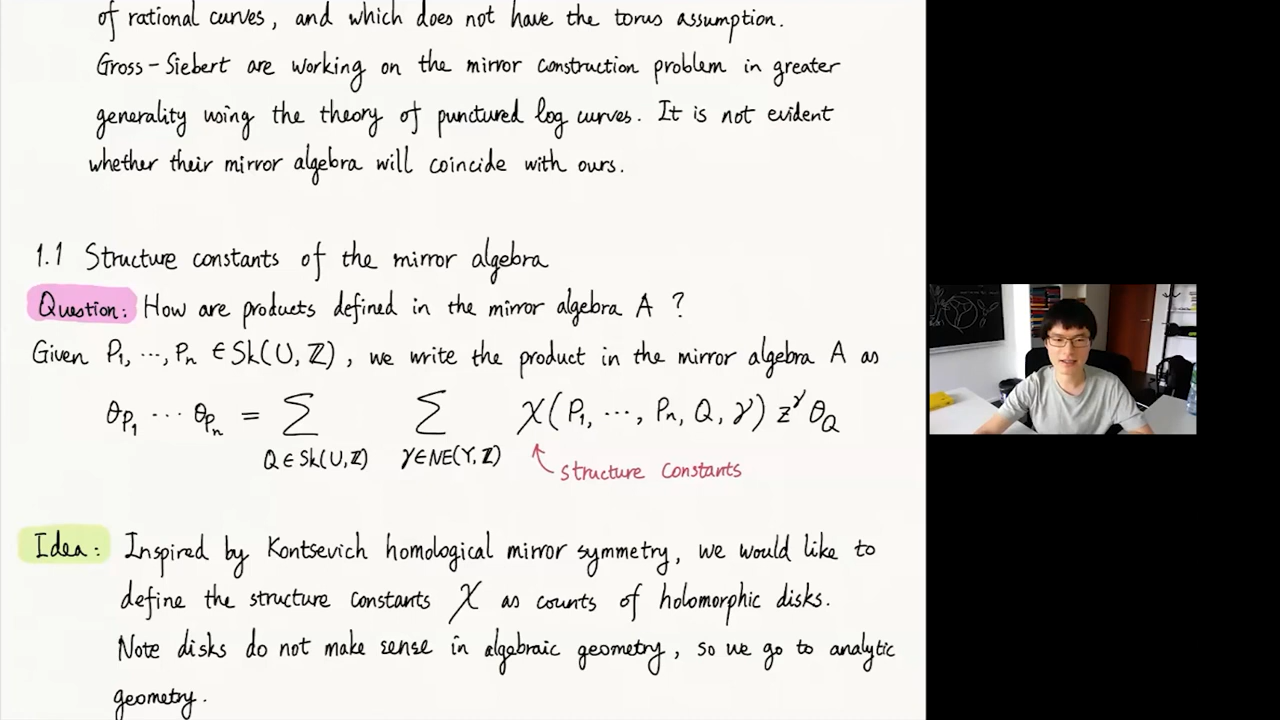 of rational curves, and which does not have the torus assumption.
Gross-Siebert are working on the mirror construction problem in greater
generality using the theory of punctured log curves. It is not evident
whether their mirror algebra will coincide with ours.
1.1 Structure constants of the mirror algebra
Question: How are products defined in the mirror algebra A ?
Given P₁, ..., Pₙ ∈ Sk(U, ℤ), we write the product in the mirror algebra A as
θ_{P₁} ⋯ θ_{Pₙ} = ∑ ∑ χ(P₁, ..., Pₙ, Q, γ) z^γ θ_Q
Q ∈ Sk(U, ℤ) γ ∈ NE(Y, ℤ)
structure constants
Idea: Inspired by Kontsevich homological mirror symmetry, we would like to
define the structure constants χ as counts of holomorphic disks.
Note disks do not make sense in algebraic geometry, so we go to analytic
geometry.